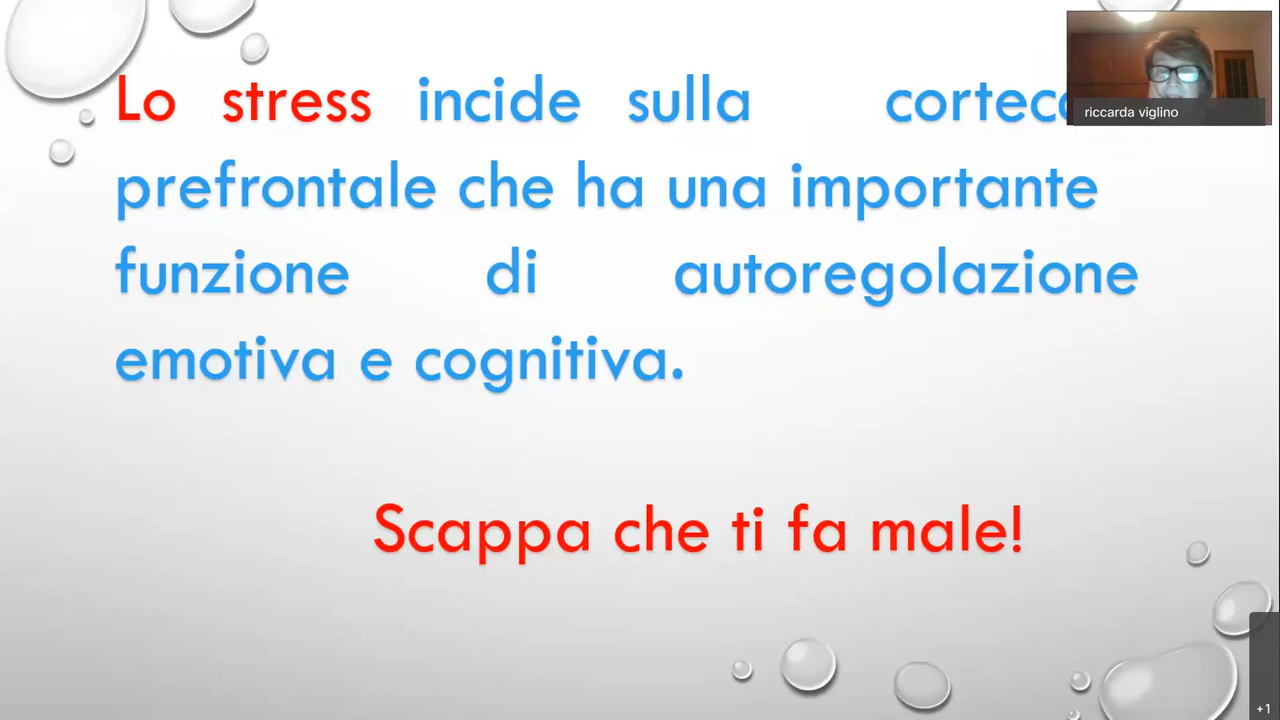 Lo stress incide sulla
prefrontale che ha una importante
funzione di autoregolazione
emotiva e cognitiva.
Scappa che ti fa male!
riccarda viglino
+1